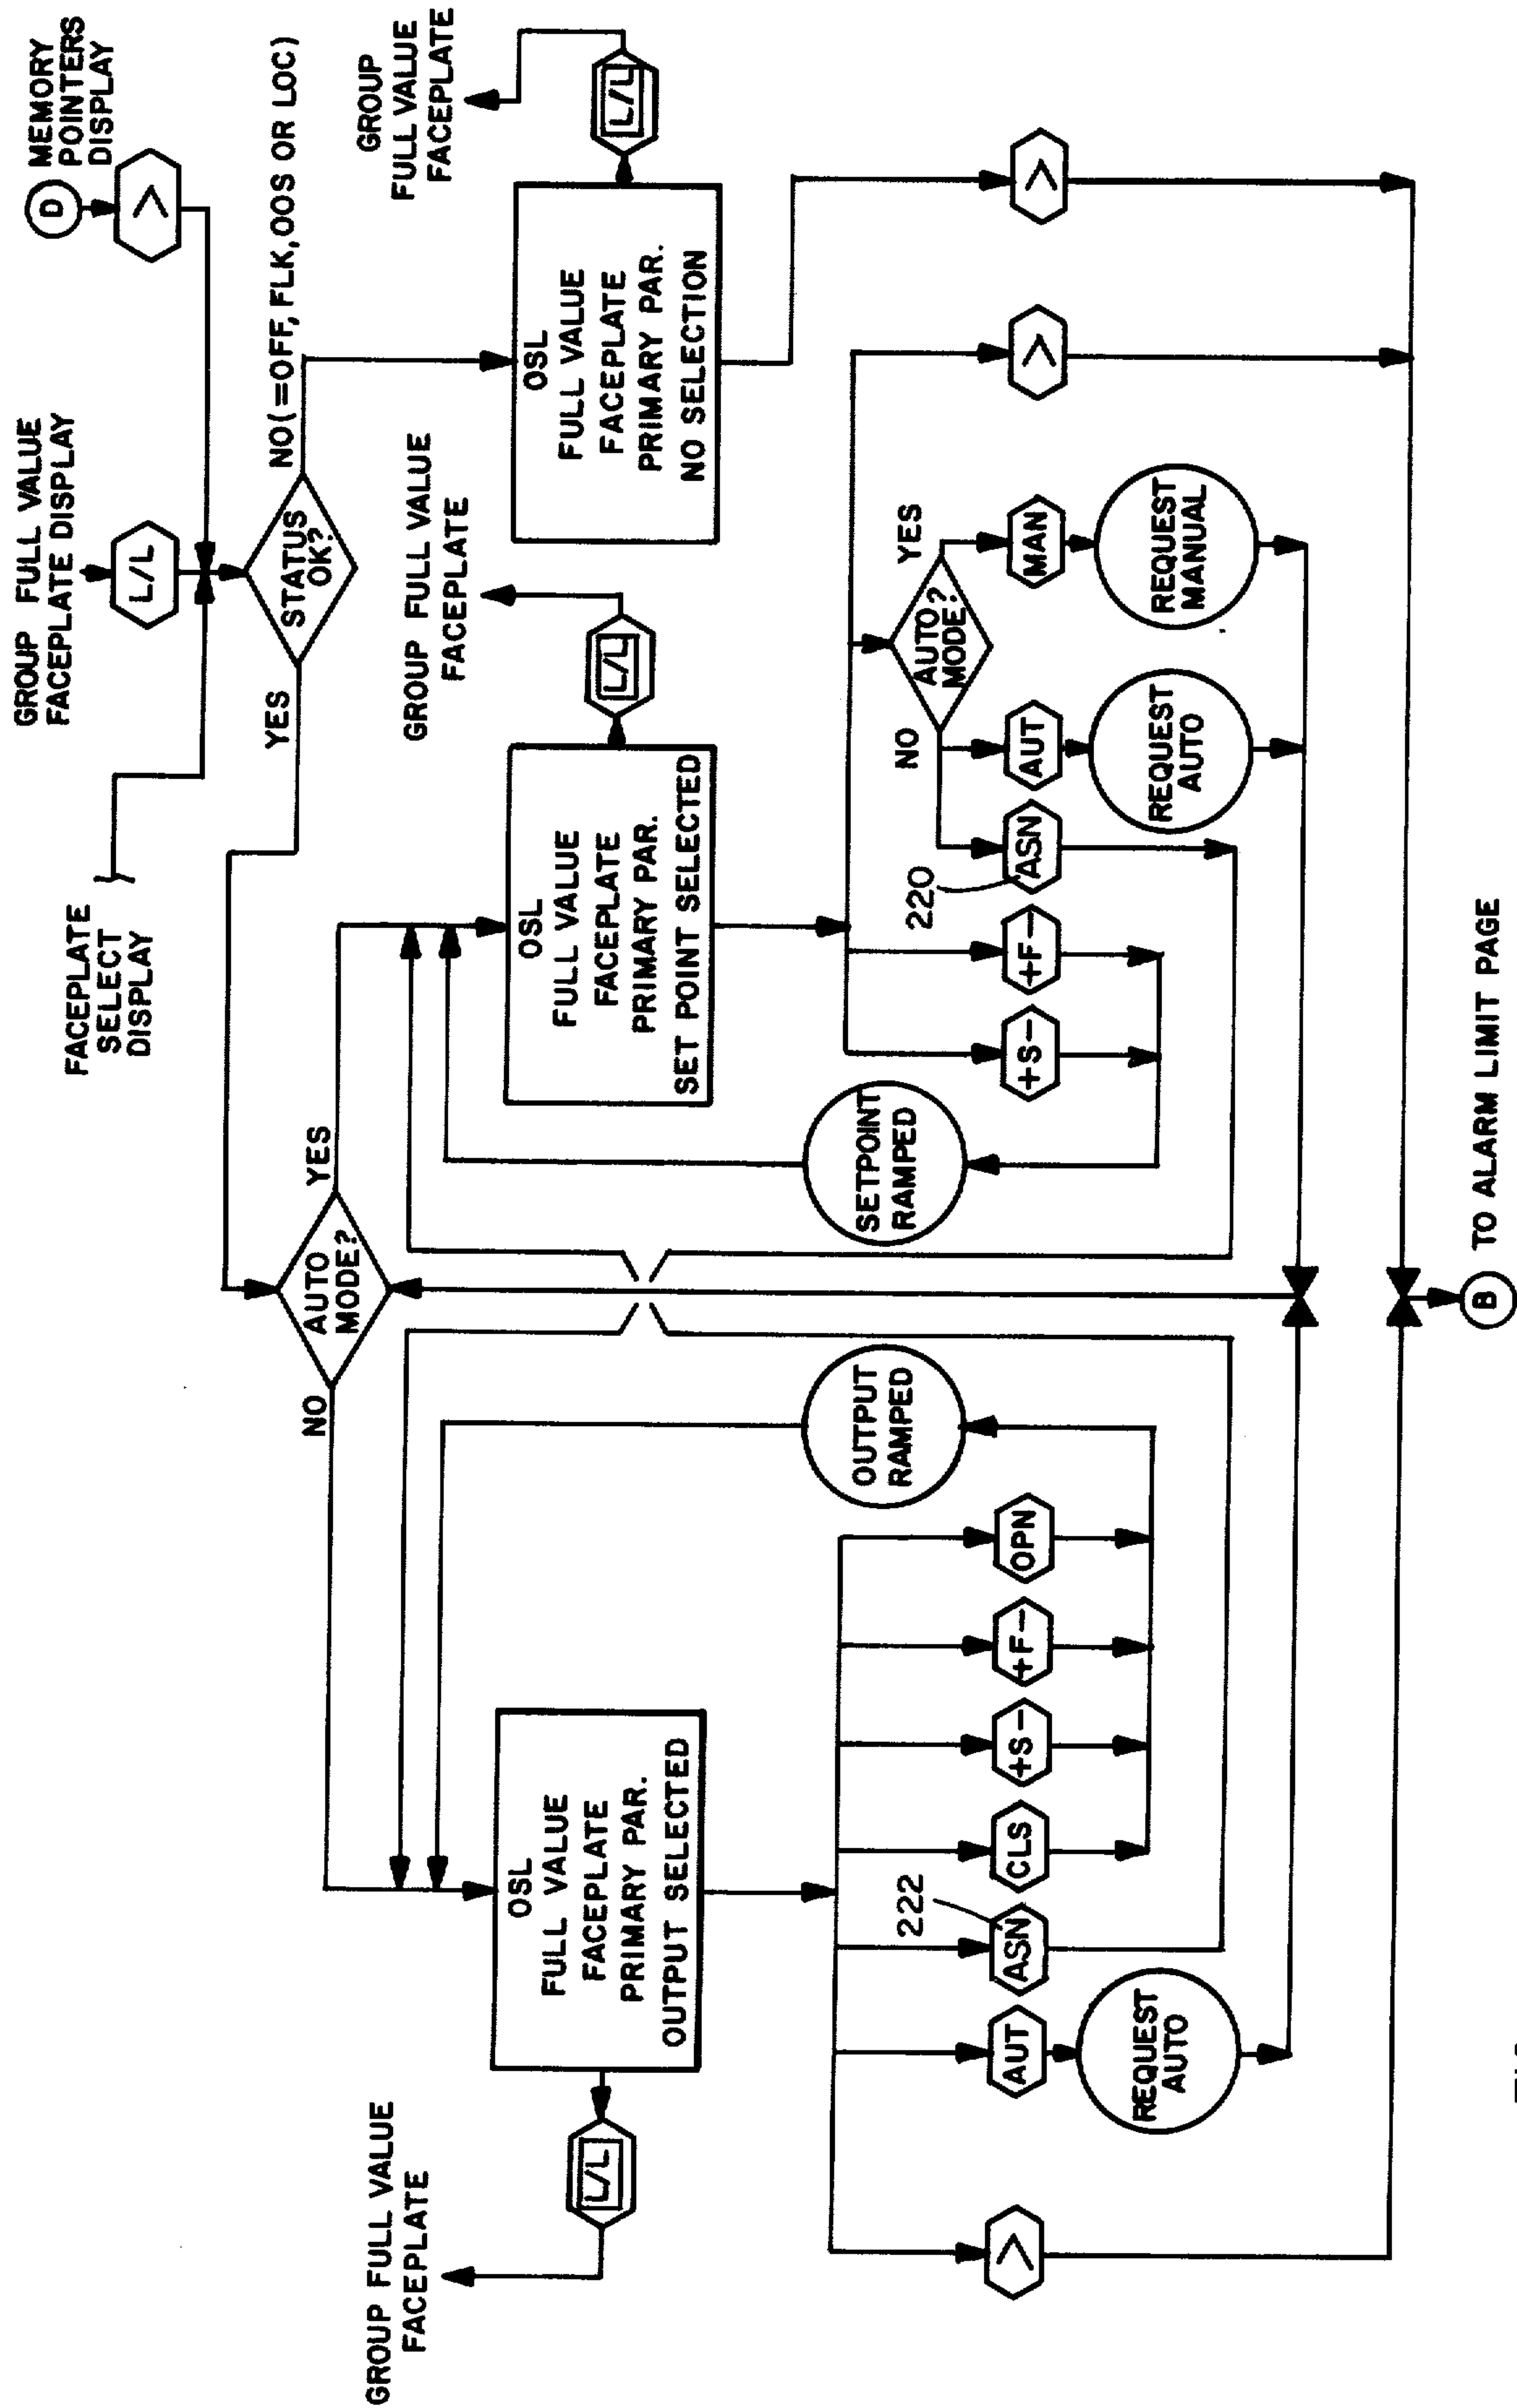 GROUP FULL VALUE
FACEPLATE DISPLAY
D
MEMORY
POINTERS
DISPLAY
>
L/L
FACEPLATE
SELECT
DISPLAY
STATUS
OK?
YES
NO(=OFF, FLK, OOS OR LOC)
AUTO
MODE?
NO
YES
GROUP FULL VALUE
FACEPLATE
L/L
OSL
FULL VALUE
FACEPLATE
PRIMARY PAR.
OUTPUT SELECTED
GROUP FULL VALUE
FACEPLATE
L/L
OSL
FULL VALUE
FACEPLATE
PRIMARY PAR.
SET POINT SELECTED
GROUP
FULL VALUE
FACEPLATE
L/L
OSL
FULL VALUE
FACEPLATE
PRIMARY PAR.
NO SELECTION
OUTPUT
RAMPED
SETPOINT
RAMPED
>
AUT
REQUEST
AUTO
222
ASN
CLS
+S-
+F-
OPN
+S-
+F-
220
ASN
AUTO
MODE?
NO
YES
AUT
REQUEST
AUTO
MAN
REQUEST
MANUAL
>
>
B
TO ALARM LIMIT PAGE